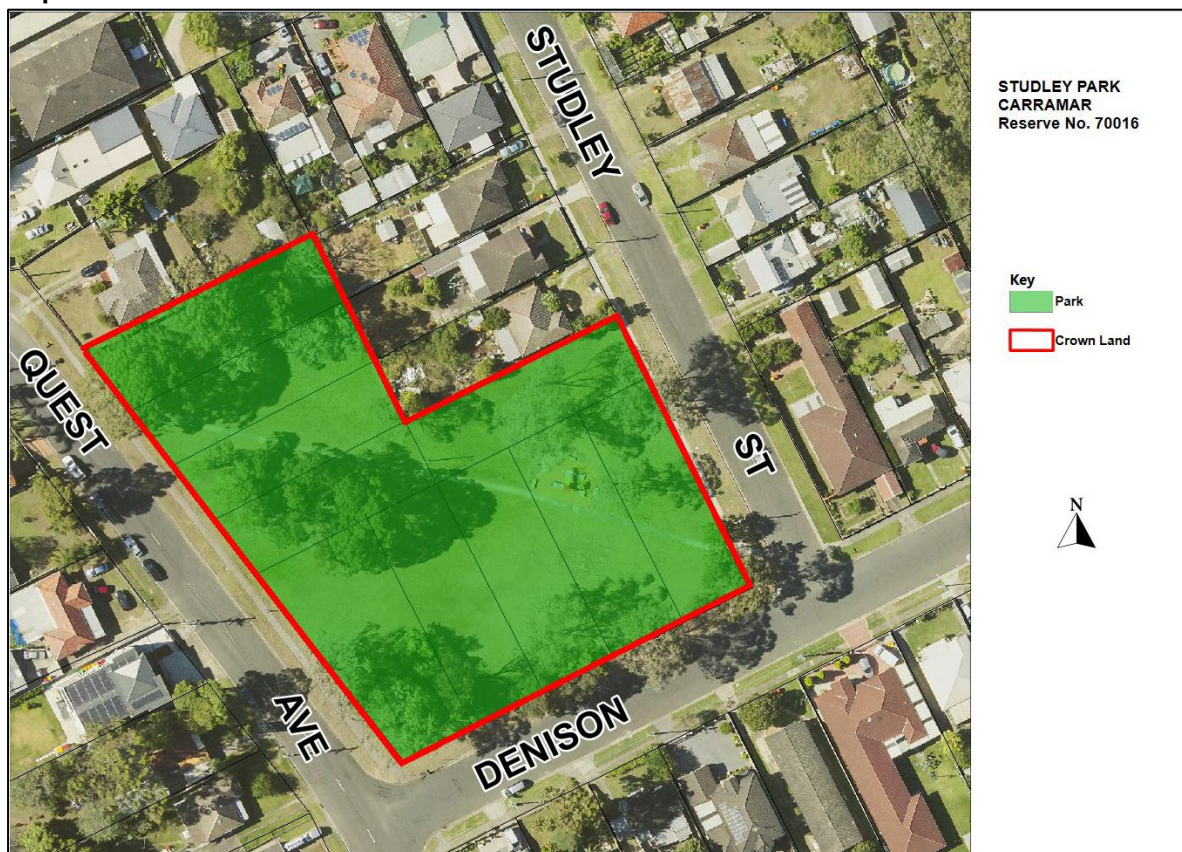 STUDLEY
ST
QUEST
AVE
DENISON
STUDLEY PARK
CARRAMAR
Reserve No. 70016
Key
Park
Crown Land
N